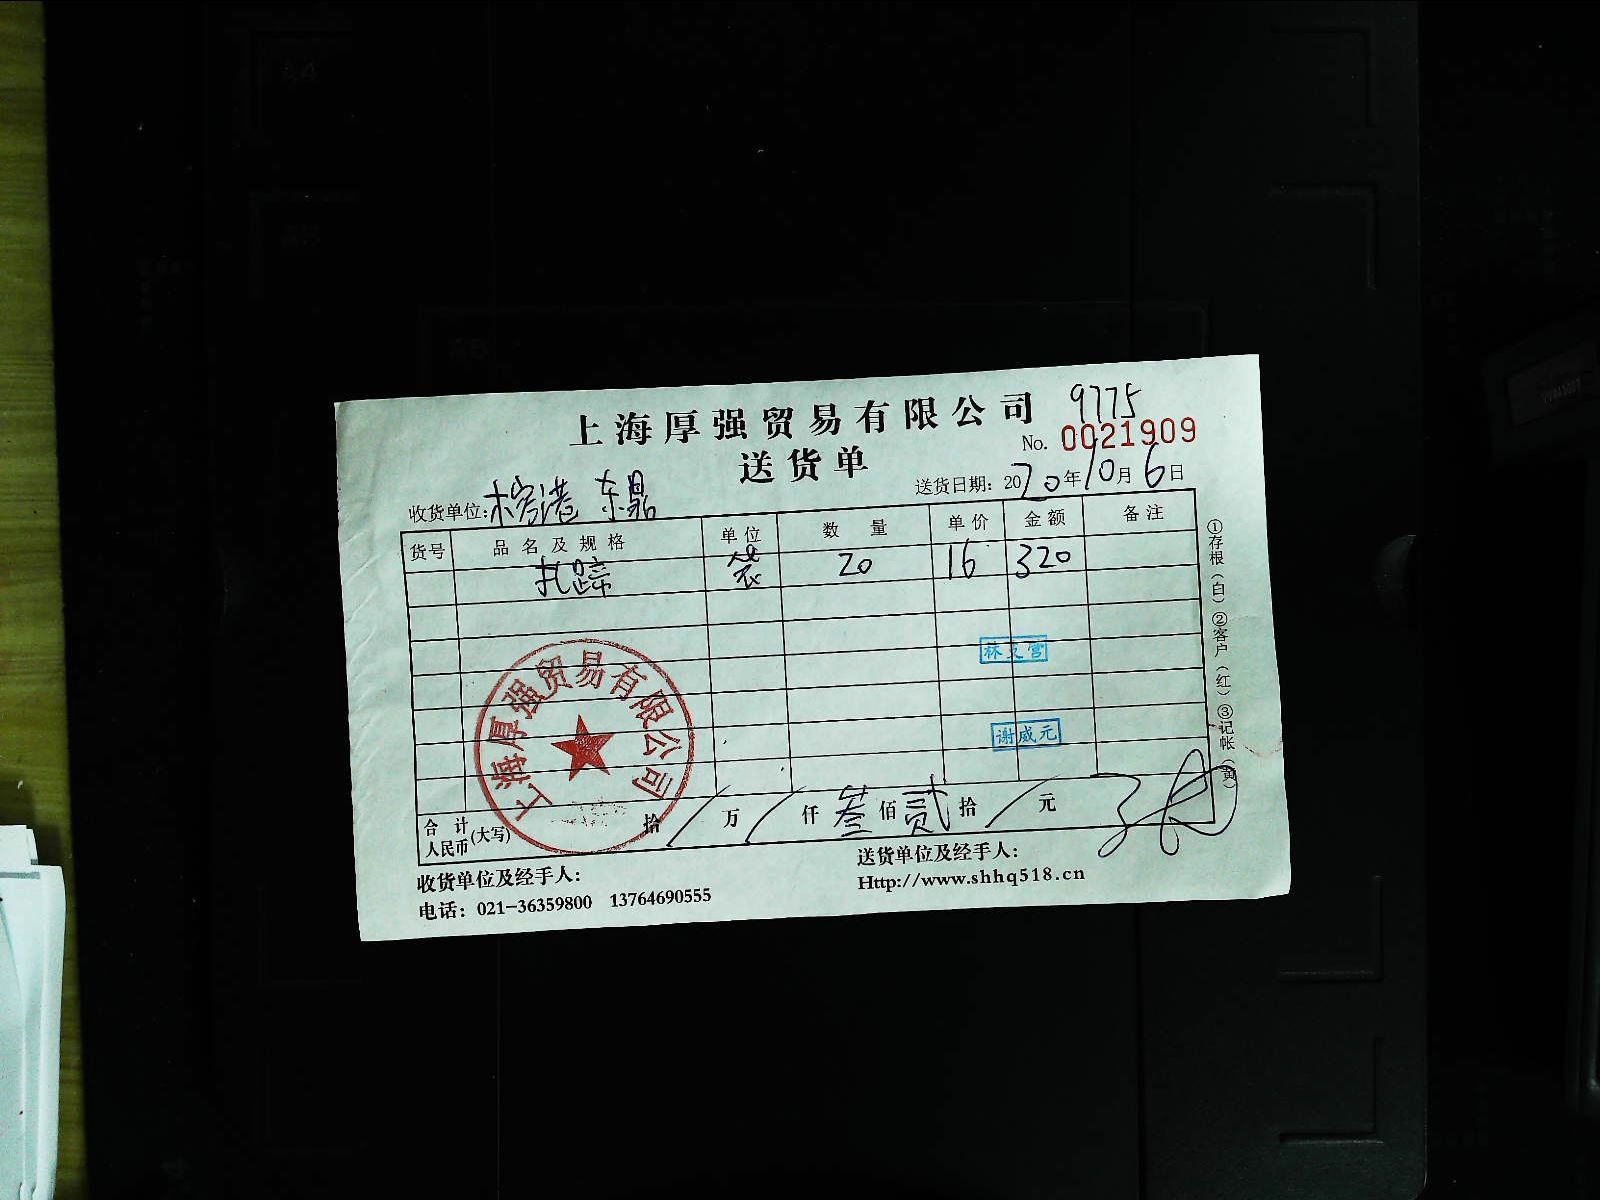 上海厚强贸易有限公司
9775
送货单
No. 0021909
收货单位: 东鼎
送货日期: 2020年10月6日
货号 品名及规格 单位 数量 单价 金额 备注
扎蹄 袋 20 16 320
林之营
谢威元
上海厚强贸易有限公司
合计人民币(大写) 拾/万/仟叁佰贰拾/元
①存根(白)②客户(红)③记帐(黄)
收货单位及经手人:
送货单位及经手人:
电话: 021-36359800 13764690555
Http://www.shhq518.cn